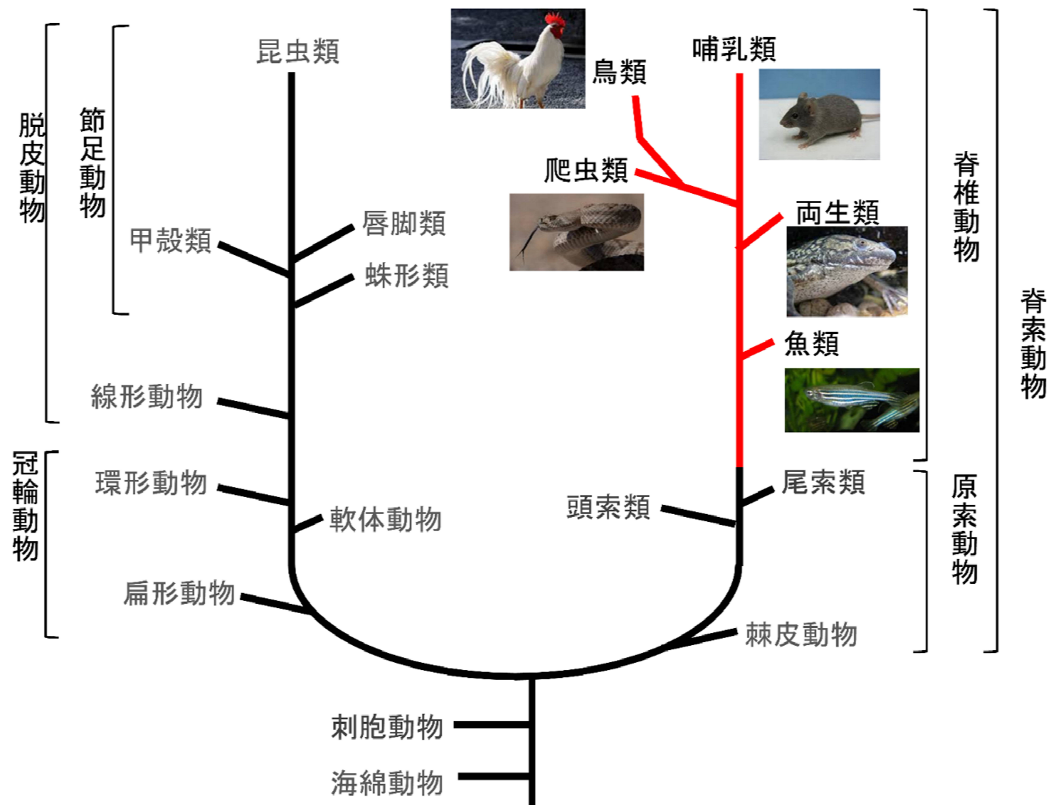 昆虫類
鳥類
哺乳類
脱皮動物
節足動物
爬虫類
脊椎動物
唇脚類
甲殻類
両生類
蛛形類
脊索動物
魚類
線形動物
冠輪動物
環形動物
軟体動物
頭索類
尾索類
原索動物
扁形動物
棘皮動物
刺胞動物
海綿動物